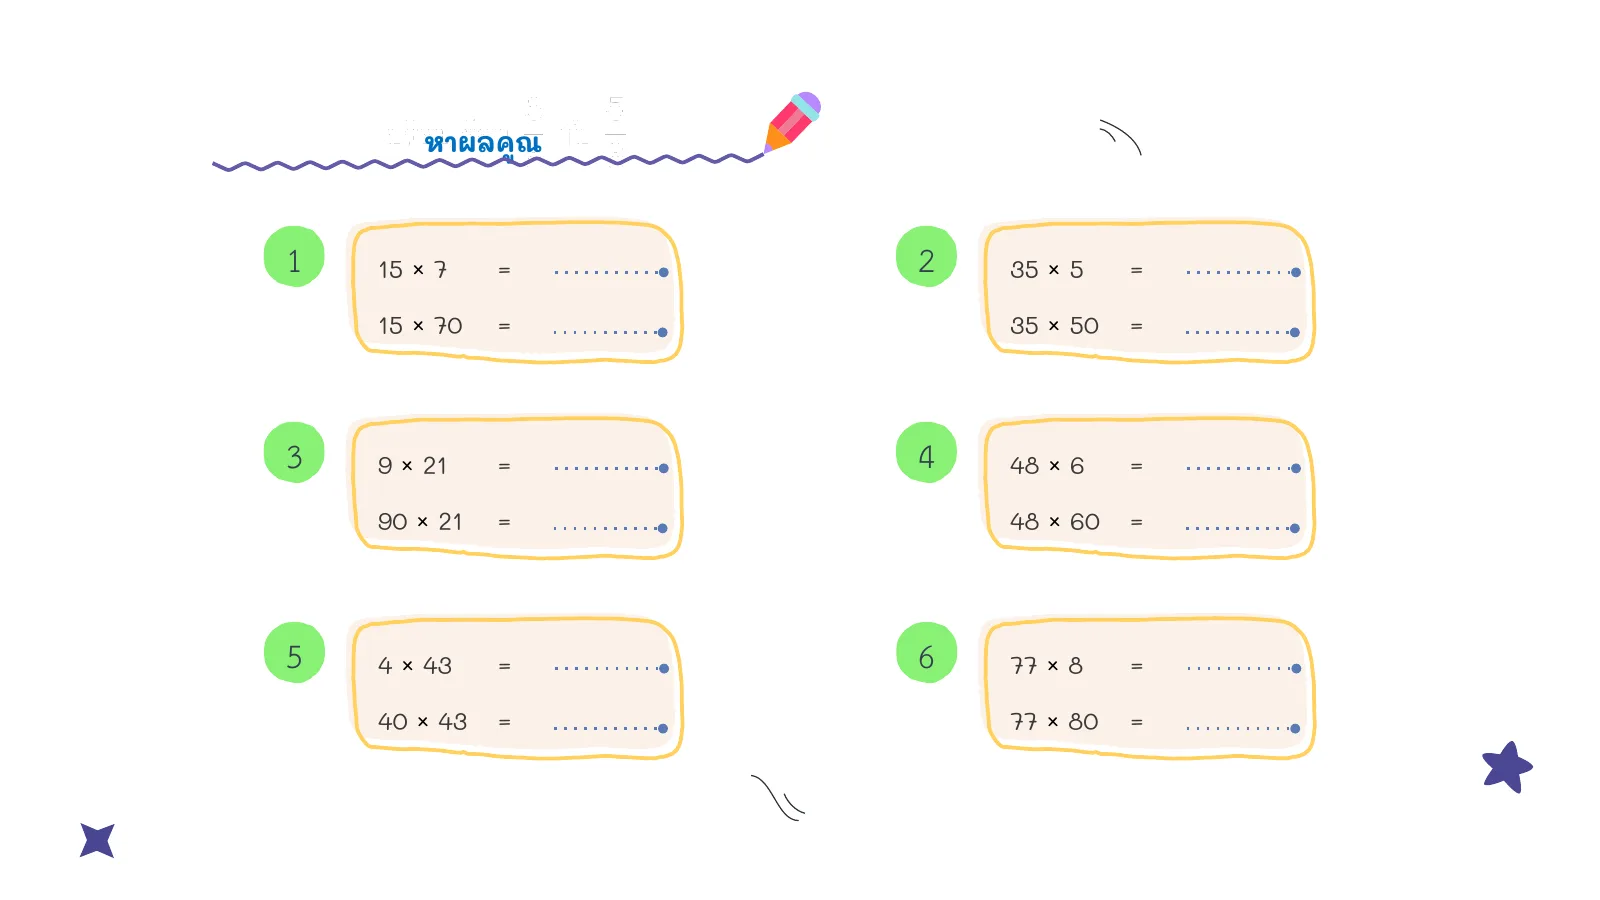 หาผลคูณ
1
15 × 7 = ...........
15 × 70 = ...........
2
35 × 5 = ...........
35 × 50 = ...........
3
9 × 21 = ...........
90 × 21 = ...........
4
48 × 6 = ...........
48 × 60 = ...........
5
4 × 43 = ...........
40 × 43 = ...........
6
77 × 8 = ...........
77 × 80 = ...........